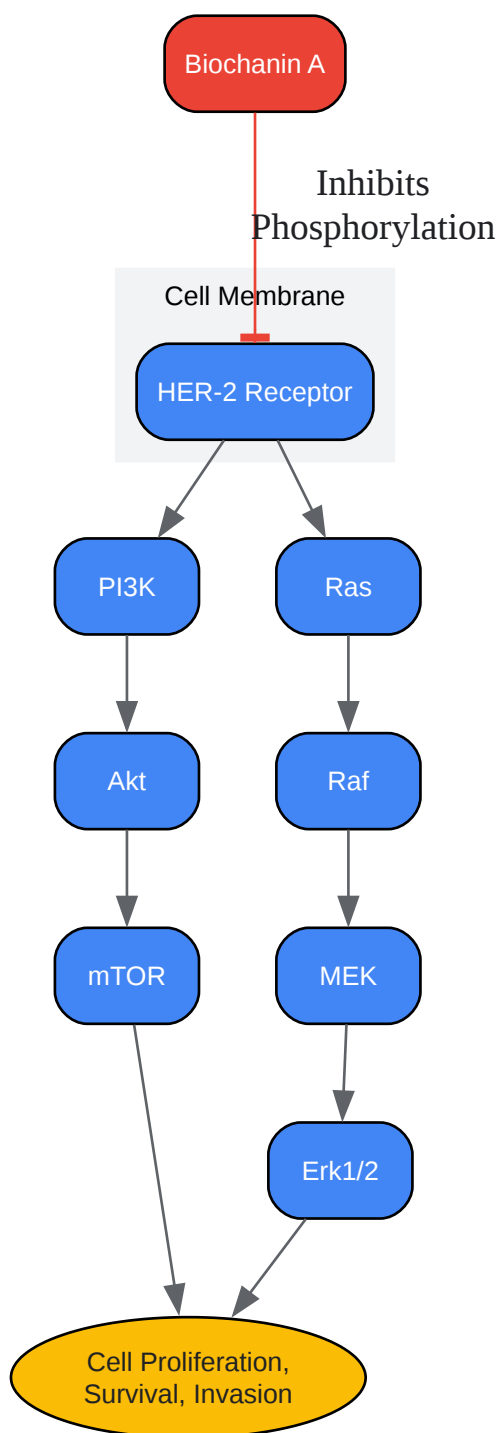 Biochanin A
Inhibits
Phosphorylation
Cell Membrane
HER-2 Receptor
PI3K
Ras
Akt
Raf
mTOR
MEK
Erk1/2
Cell Proliferation,
Survival, Invasion